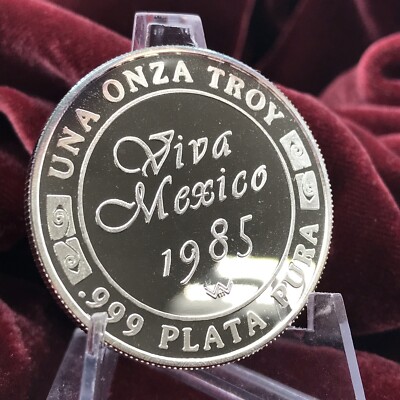 UNA ONZA TROY
Viva
Mexico
1985
.999 PLATA PURA